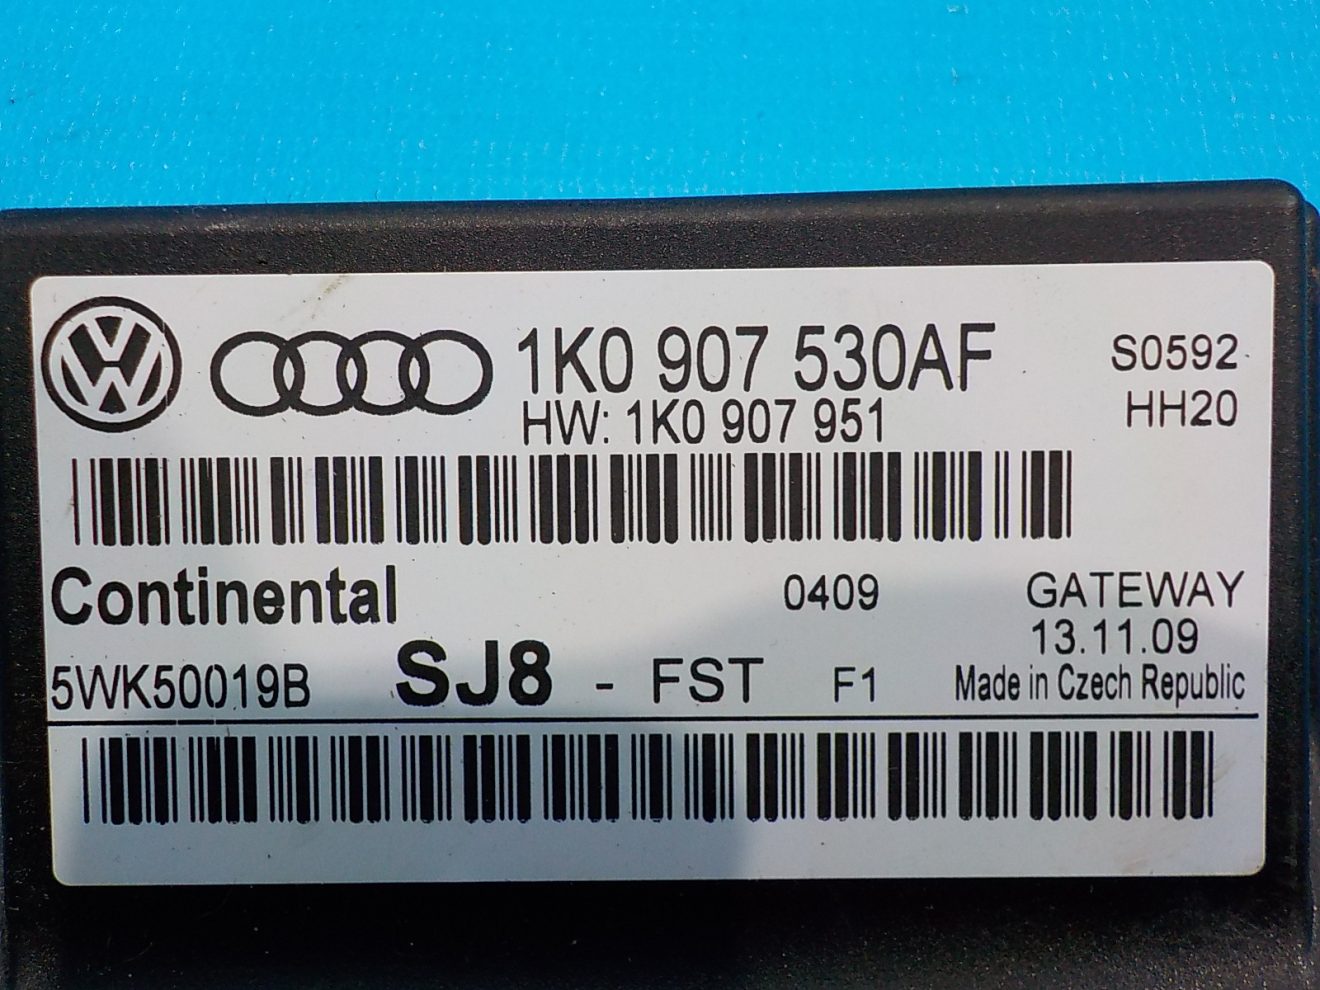 1K0 907 530AF
HW: 1K0 907 951
S0592
HH20
Continental
0409
GATEWAY
13.11.09
5WK50019B SJ8 - FST F1
Made in Czech Republic